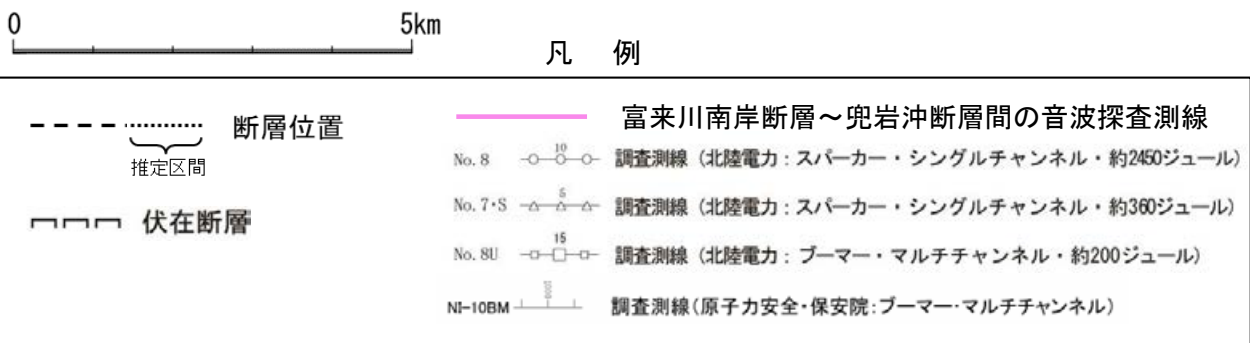 0 5km
凡 例
断層位置
推定区間
伏在断層
富来川南岸断層～兜岩沖断層間の音波探査測線
No. 8 10 調査測線（北陸電力：スパーカー・シングルチャンネル・約2450ジュール）
No. 7・S 5 調査測線（北陸電力：スパーカー・シングルチャンネル・約360ジュール）
No. 8U 15 調査測線（北陸電力：ブーマー・マルチチャンネル・約200ジュール）
NI-10BM 調査測線（原子力安全・保安院：ブーマー・マルチチャンネル）